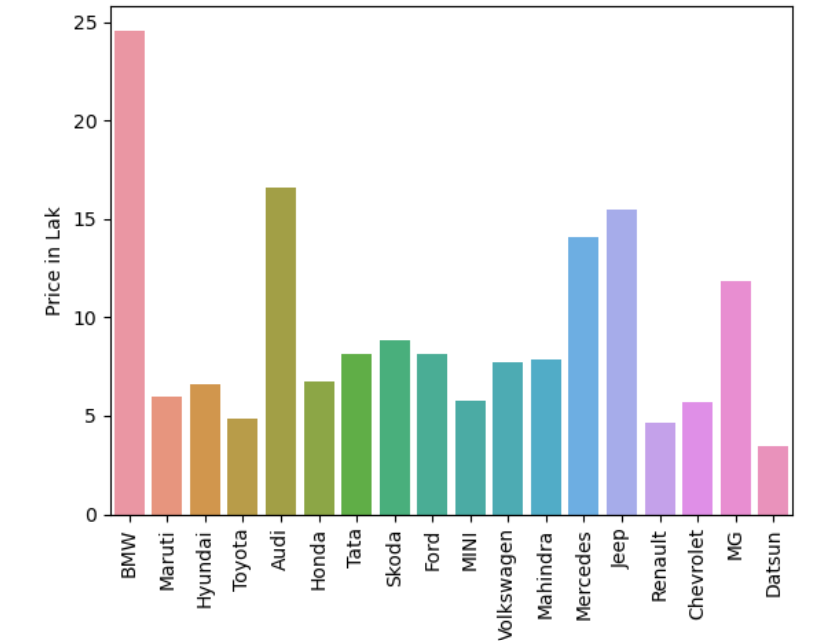 25
20
15
10
5
0
Price in Lak
BMW
Maruti
Hyundai
Toyota
Audi
Honda
Tata
Skoda
Ford
MINI
Volkswagen
Mahindra
Mercedes
Jeep
Renault
Chevrolet
MG
Datsun